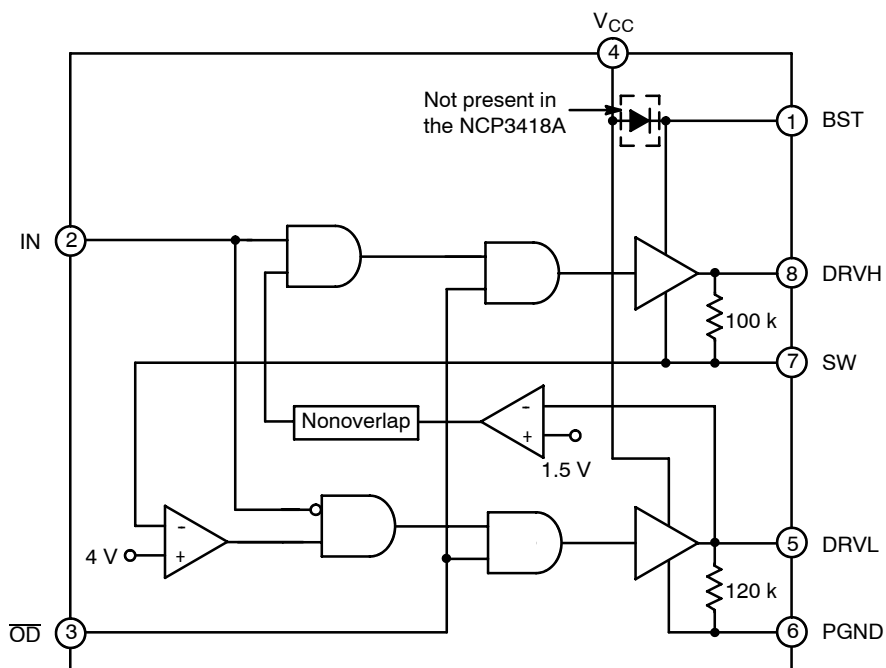 VCC
4
Not present in
the NCP3418A
1 BST
IN 2
8 DRVH
100 k
7 SW
Nonoverlap
-
+
1.5 V
-
4 V +
5 DRVL
120 k
OD 3
6 PGND